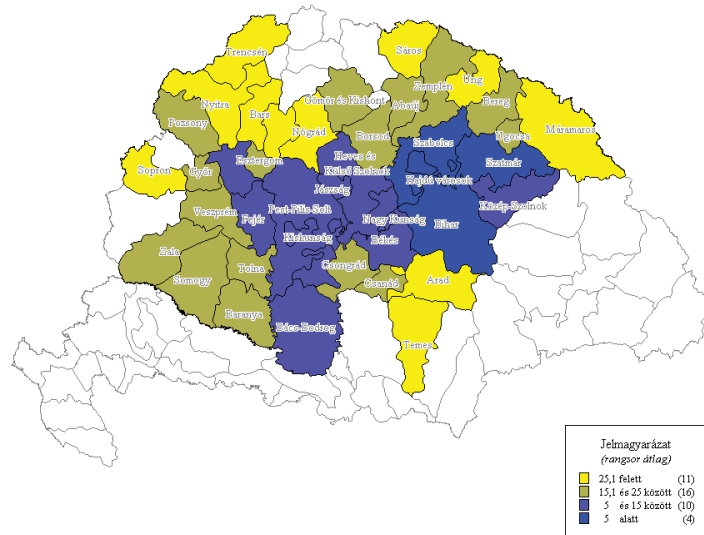 Trencsén
Sáros
Zemplén
Ung
Nyitra
Bars
Gömör és Kishont
Abaúj
Bereg
Pozsony
Nógrád
Borsod
Ugocsa
Máramaros
Szabolcs
Sopron
Győr
Esztergom
Heves és
Külső Szolnok
Szatmár
Hajdú városok
Jászság
Veszprém
Fejér
Pest-Pilis-Solt
Nagy Kunság
Közép-Szolnok
Kiskunság
Békés
Bihar
Zala
Tolna
Csongrád
Somogy
Csanád
Arad
Baranya
Bács-Bodrog
Temes
Jelmagyarázat
(rangsor átlag)
25,1 felett (11)
15,1 és 25 között (16)
5 és 15 között (10)
5 alatt (4)